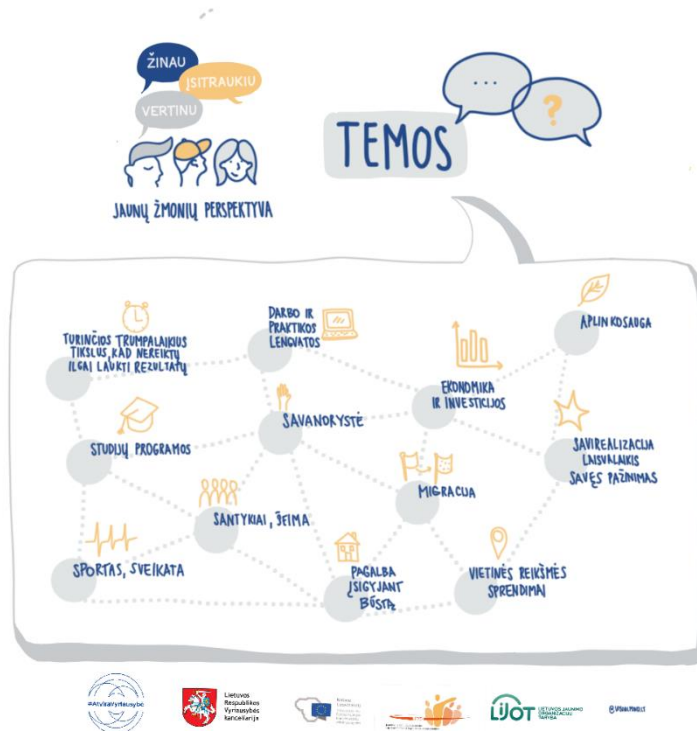 ŽINAU
ĮSITRAUKIU
VERTINU
JAUNŲ ŽMONIŲ PERSPEKTYVA
...
?
TEMOS
TURINČIOS TRUMPALAIKIUS
TIKSLUS, KAD NEREIKTŲ
ILGAI LAUKTI REZULTATŲ
DARBO IR
PRAKTIKOS
LENGVATOS
APLINKOSAUGA
EKONOMIKA
IR INVESTICIJOS
STUDIJŲ PROGRAMOS
SAVANORYSTĖ
SAVIREALIZACIJA
LAISVALAIKIS
SAVĘS PAŽINIMAS
SANTYKIAI, ŠEIMA
MIGRACIJA
SPORTAS, SVEIKATA
PAGALBA
ĮSIGYJANT
BŪSTĄ
VIETINĖS REIKŠMĖS
SPRENDIMAI
#AtviraVyriausybė
Lietuvos
Respublikos
Vyriausybės
kanceliarija
LiJOT
LIETUVOS JAUNIMO
ORGANIZACIJŲ
TARYBA